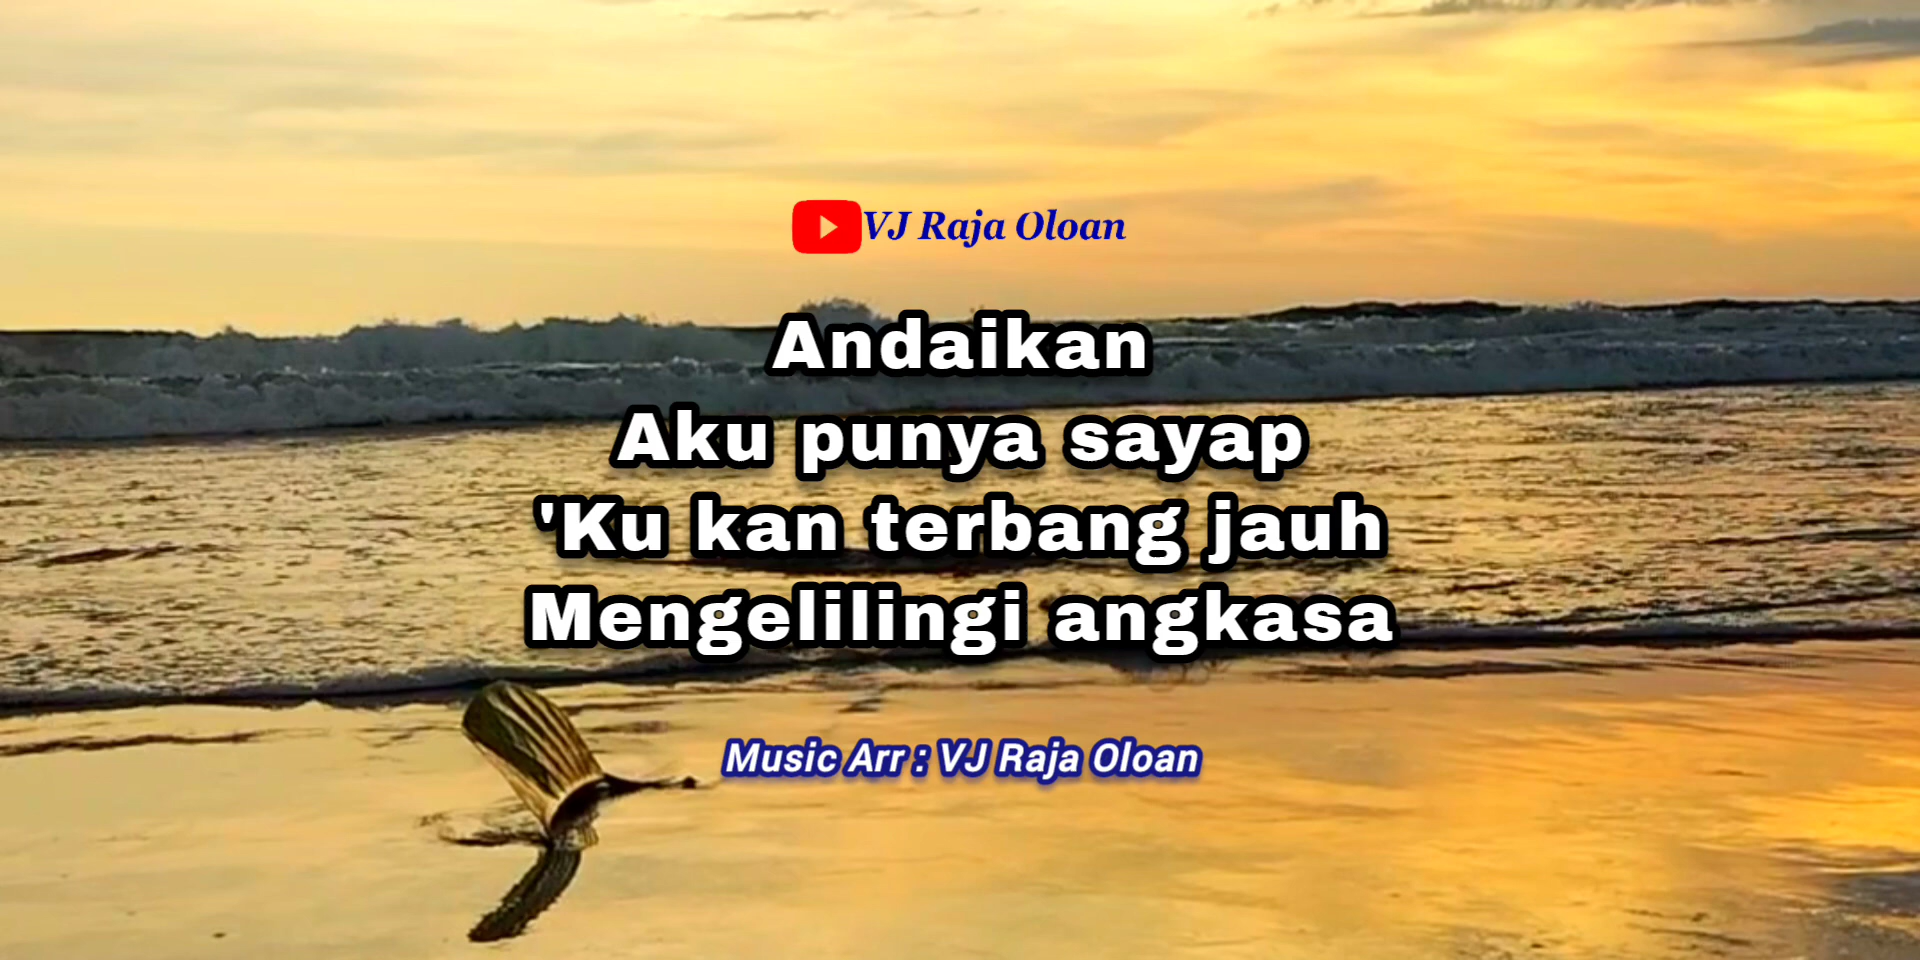 VJ Raja Oloan
Andaikan
Aku punya sayap
'Ku kan terbang jauh
Mengelilingi angkasa
Music Arr : VJ Raja Oloan